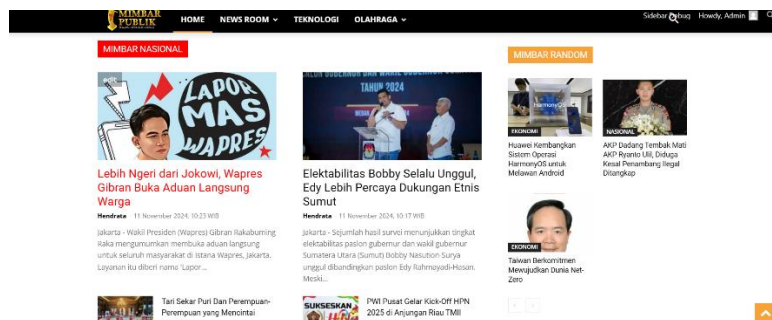 MIMBAR
PUBLIK
HOME
NEWS ROOM
TEKNOLOGI
OLAHRAGA
Sidebar Debug
Howdy, Admin
MIMBAR NASIONAL
edit
LAPOR
MAS
WAPRES
Lebih Ngeri dari Jokowi, Wapres
Gibran Buka Aduan Langsung
Warga
Hendrata 11 November 2024, 10:23 WIB
Jakarta - Wakil Presiden (Wapres) Gibran Rakabuming
Raka mengumumkan membuka aduan langsung
untuk seluruh masyarakat di Istana Wapres, Jakarta.
Layanan itu diberi nama 'Lapor...
TAHUN 2024
Elektabilitas Bobby Selalu Unggul,
Edy Lebih Percaya Dukungan Etnis
Sumut
Hendrata 11 November 2024, 10:17 WIB
Jakarta - Sejumlah hasil survei menunjukkan tingkat
elektabilitas pasion gubernur dan wakil gubernur
Sumatera Utara (Sumut) Bobby Nasution-Surya
unggul dibandingkan pasion Edy Rahmayadi-Hasan.
Meski...
Tari Sekar Puri Dan Perempuan-
Perempuan yang Mencintai
SUKSESKAN
PWI Pusat Gelar Kick-Off HPN
2025 di Anjungan Riau TMII
MIMBAR RANDOM
HarmonyOS
EKONOMI
Huawei Kembangkan
Sistem Operasi
HarmonyOS untuk
Melawan Android
NASIONAL
AKP Dadang Tembak Mati
AKP Ryanto Ulil, Diduga
Kesal Penambang Ilegal
Ditangkap
EKONOMI
Taiwan Berkomitmen
Mewujudkan Dunia Net-
Zero